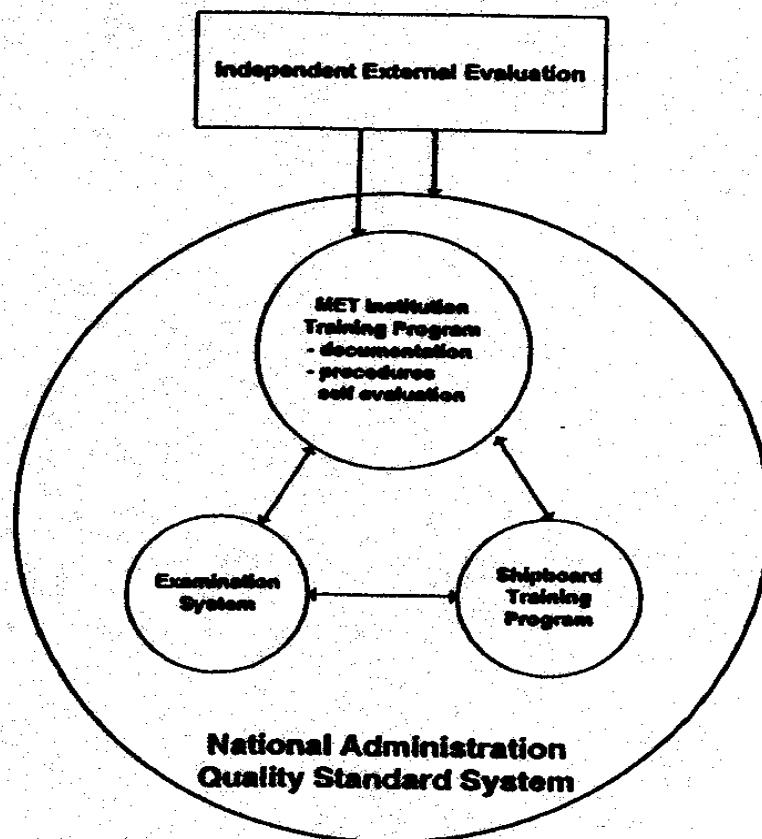 Independent External Evaluation
MET Institution
Training Program
- documentation
- procedures
self evaluation
Examination
System
Shipboard
Training
Program
National Administration
Quality Standard System